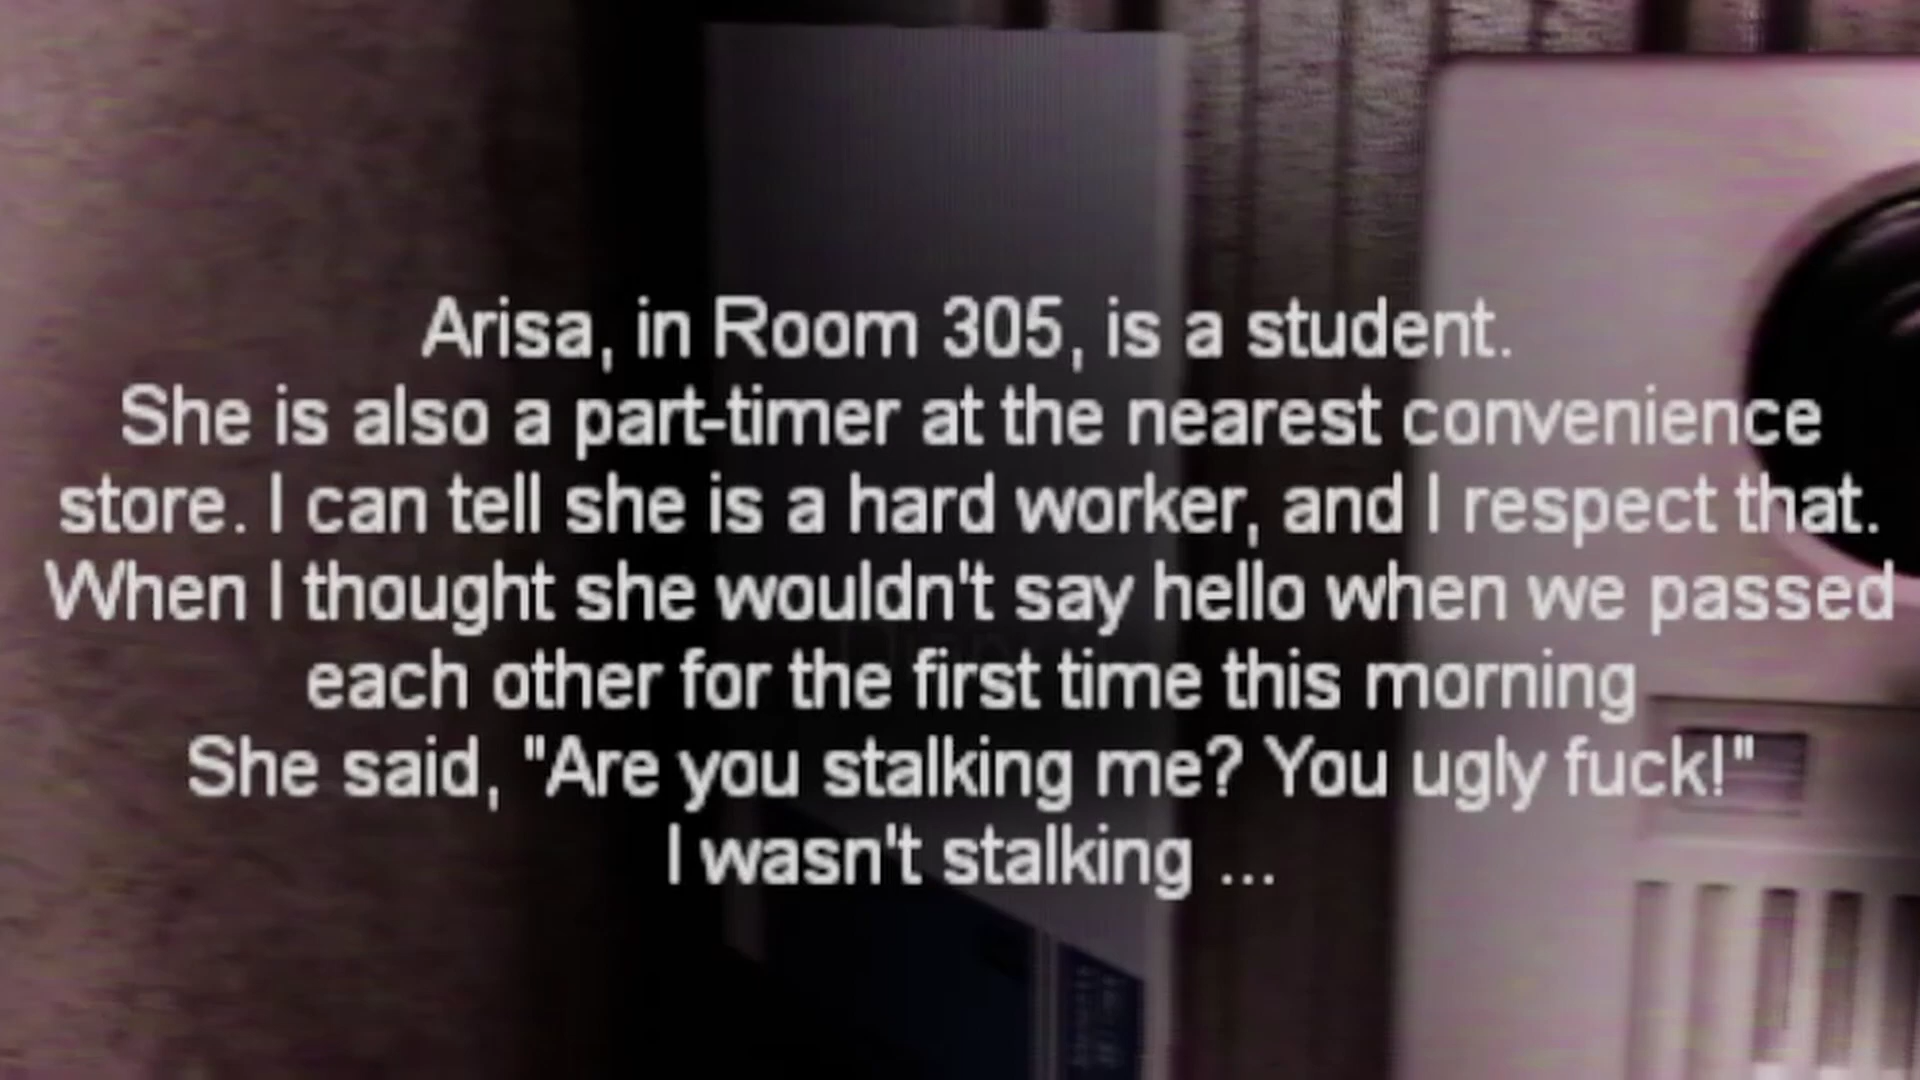 Arisa, in Room 305, is a student.
She is also a part-timer at the nearest convenience
store. I can tell she is a hard worker, and I respect that.
When I thought she wouldn't say hello when we passed
each other for the first time this morning
She said, "Are you stalking me? You ugly fuck!"
I wasn't stalking ...